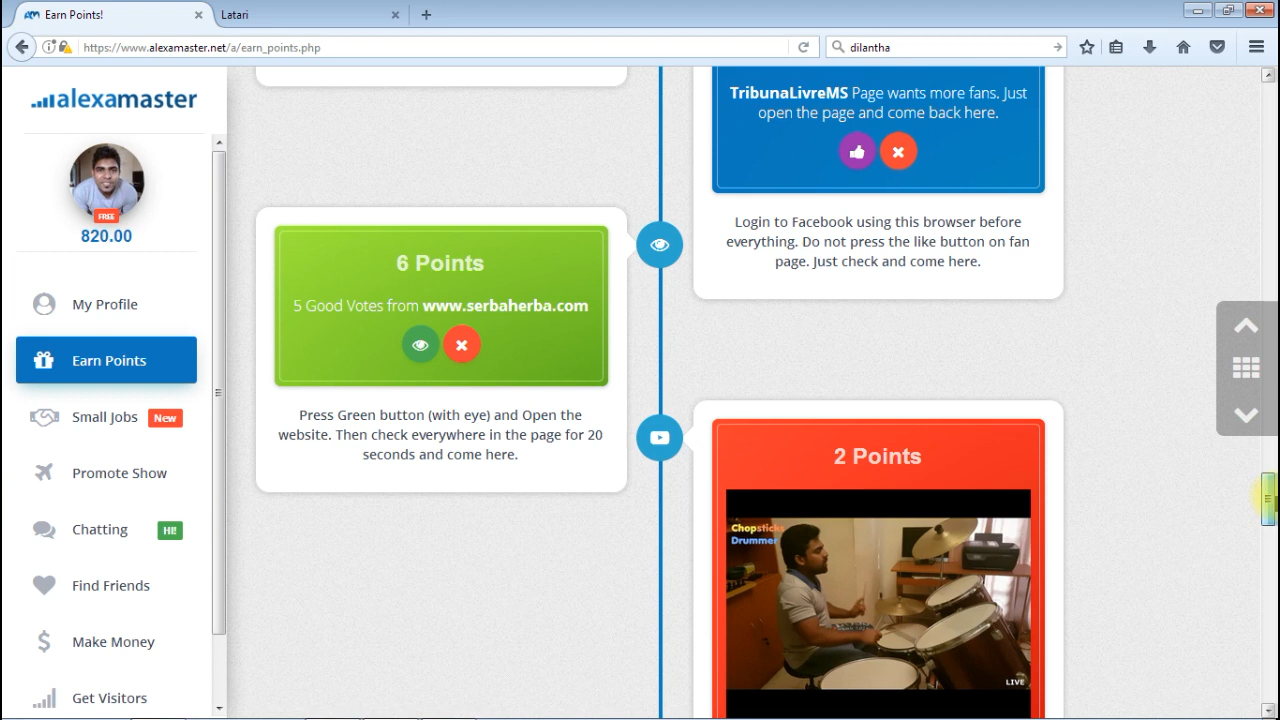 Earn Points!
Latari
https://www.alexamaster.net/a/earn_points.php
dilantha
alexamaster
FREE
820.00
My Profile
Earn Points
Small Jobs New
Promote Show
Chatting HI!
Find Friends
Make Money
Get Visitors
6 Points
5 Good Votes from www.serbaherba.com
Press Green button (with eye) and Open the
website. Then check everywhere in the page for 20
seconds and come here.
TribunaLivreMS Page wants more fans. Just
open the page and come back here.
Login to Facebook using this browser before
everything. Do not press the like button on fan
page. Just check and come here.
2 Points
Chopsticks
Drummer
LIVE